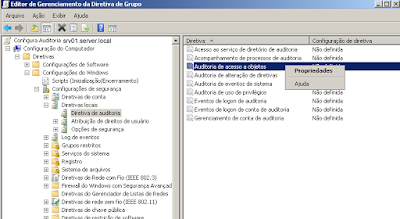 Editor de Gerenciamento da Diretiva de Grupo
Arquivo Ação Exibir Ajuda
Configura Auditoria srv01.server.local
Configuração do Computador
Diretivas
Configurações de Software
Configurações do Windows
Scripts (Inicialização/Encerramento)
Configurações de segurança
Diretivas de conta
Diretivas locais
Diretiva de auditoria
Atribuição de direitos de usuário
Opções de segurança
Log de eventos
Grupos restritos
Serviços do sistema
Registro
Sistema de arquivos
Diretivas de Rede com Fio (IEEE 802.3)
Firewall do Windows com Segurança Avançad
Diretivas do Gerenciador de Listas de Redes
Diretivas de rede sem fio (IEEE 802.11)
Diretivas de chave pública
Diretivas de restrição de software
Diretiva Configuração de diretiva
Acesso ao serviço de diretório de auditoria Não definida
Acompanhamento de processos de auditoria Não definida
Auditoria de acesso a objetos
Auditoria de alteração de diretivas
Auditoria de eventos do sistema
Auditoria de uso de privilégios Não definida
Eventos de logon de auditoria Não definida
Eventos de logon de conta de auditoria Não definida
Gerenciamento de conta de auditoria Não definida
Propriedades
Ajuda